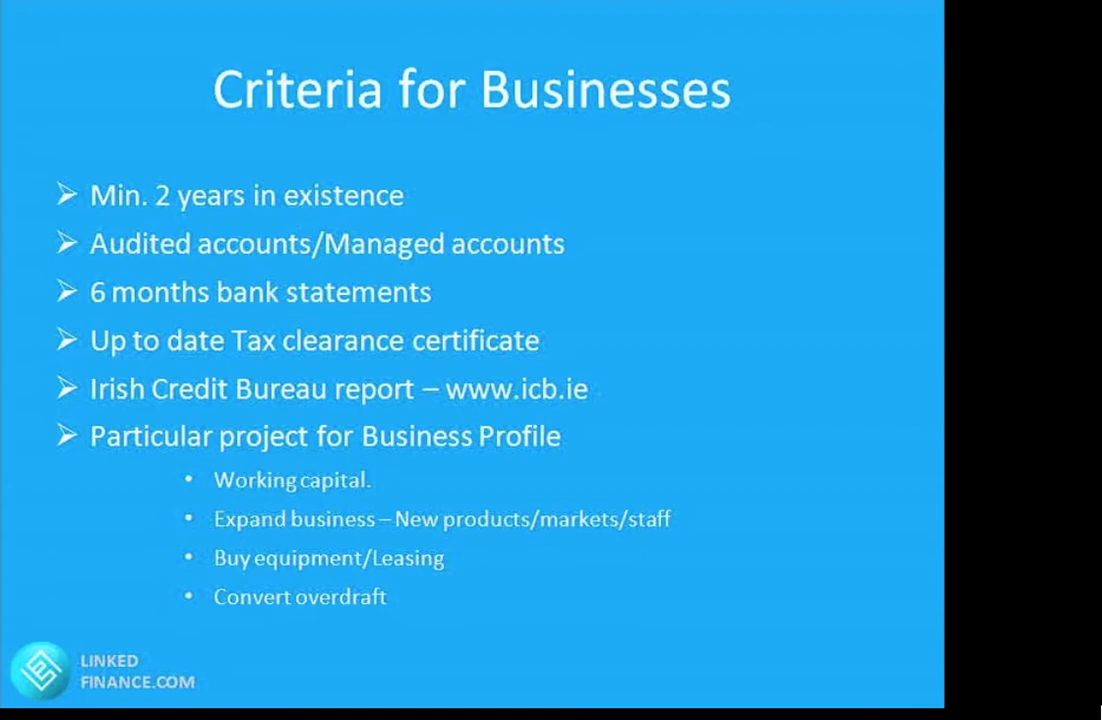 Criteria for Businesses
Min. 2 years in existence
Audited accounts/Managed accounts
6 months bank statements
Up to date Tax clearance certificate
Irish Credit Bureau report – www.icb.ie
Particular project for Business Profile
Working capital.
Expand business – New products/markets/staff
Buy equipment/Leasing
Convert overdraft
LINKED
FINANCE.COM